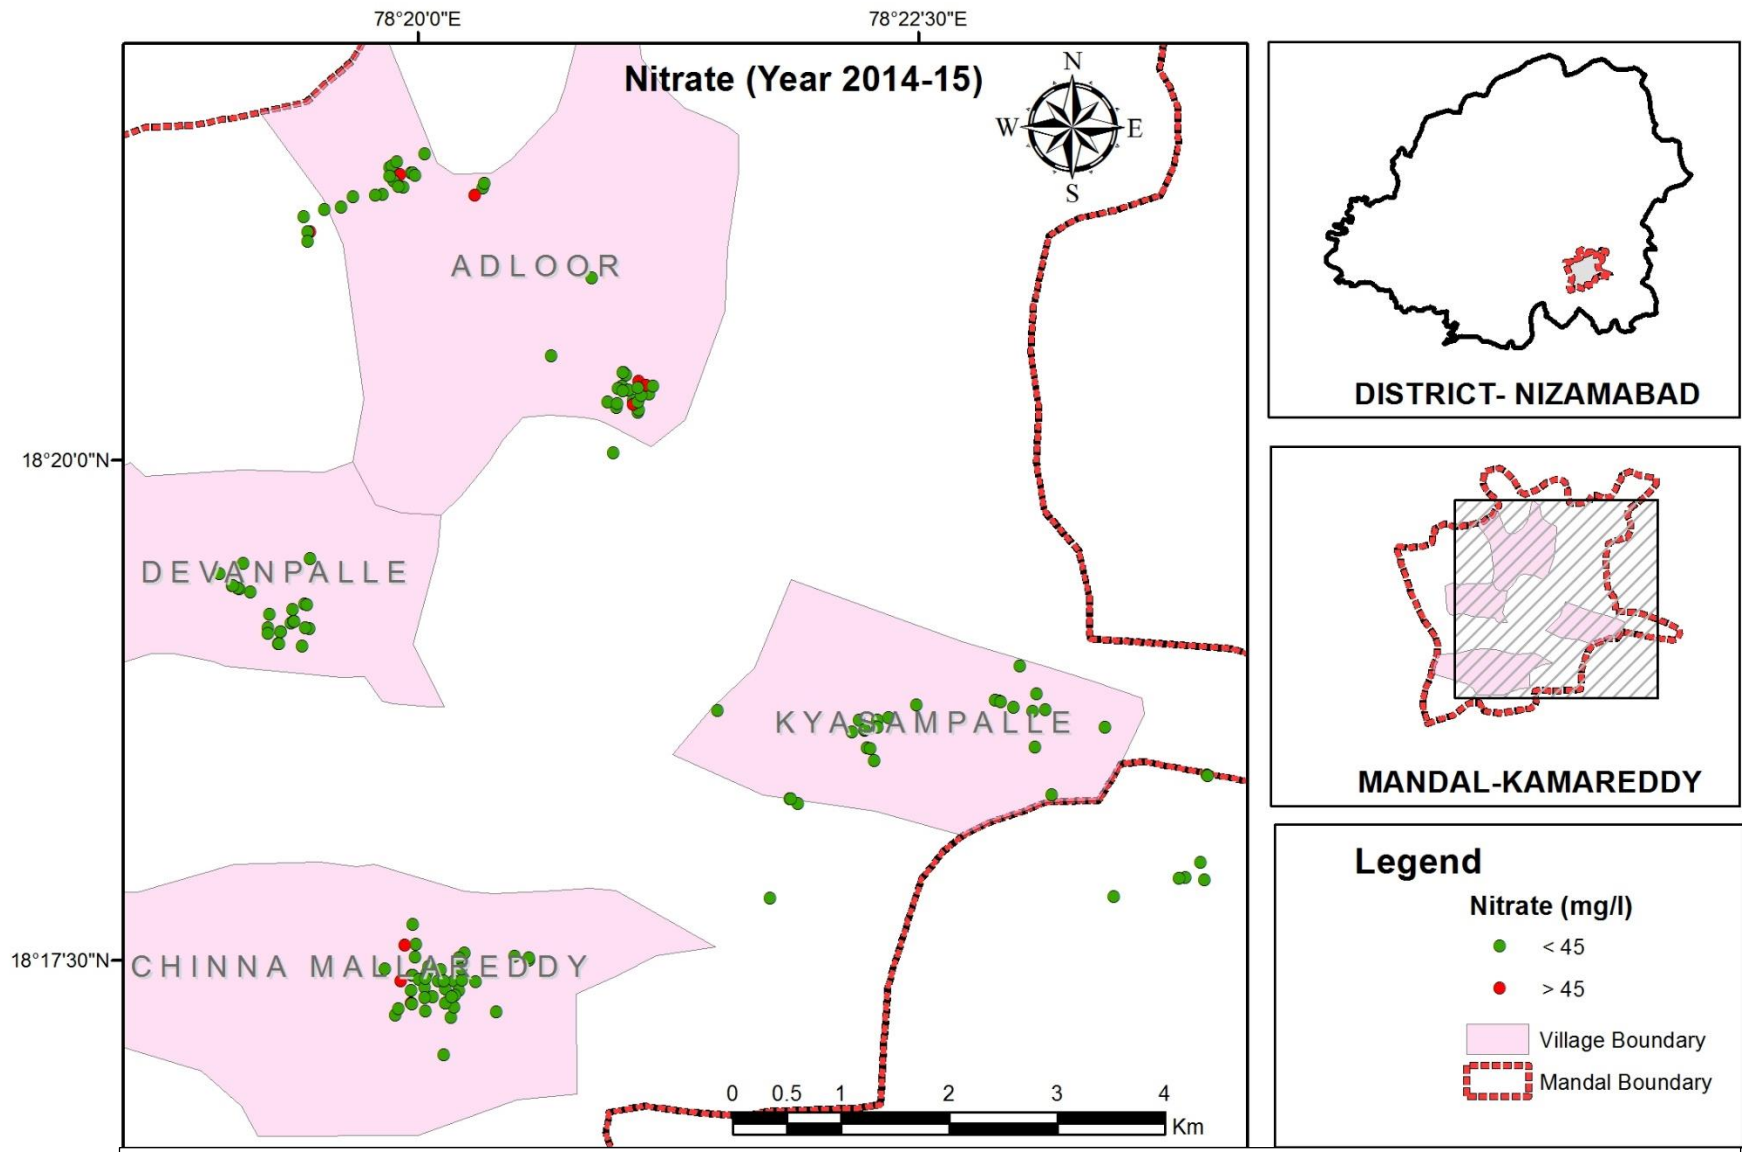 78°20'0"E
78°22'30"E
Nitrate (Year 2014-15)
N
W
E
S
ADLOOR
18°20'0"N
DEVANPALLE
KYASAMPALLE
18°17'30"N
CHINNA MALLAREDDY
0 0.5 1 2 3 4
Km
DISTRICT- NIZAMABAD
MANDAL-KAMAREDDY
Legend
Nitrate (mg/l)
< 45
> 45
Village Boundary
Mandal Boundary